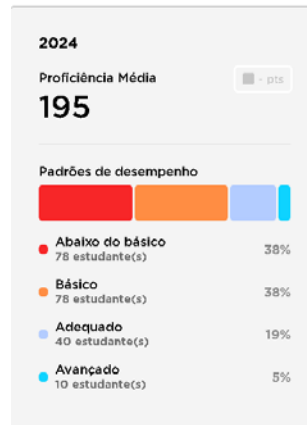 2024
Proficiência Média
- pts
195
Padrões de desempenho
Abaixo do básico
78 estudante(s)
38%
Básico
78 estudante(s)
38%
Adequado
40 estudante(s)
19%
Avançado
10 estudante(s)
5%